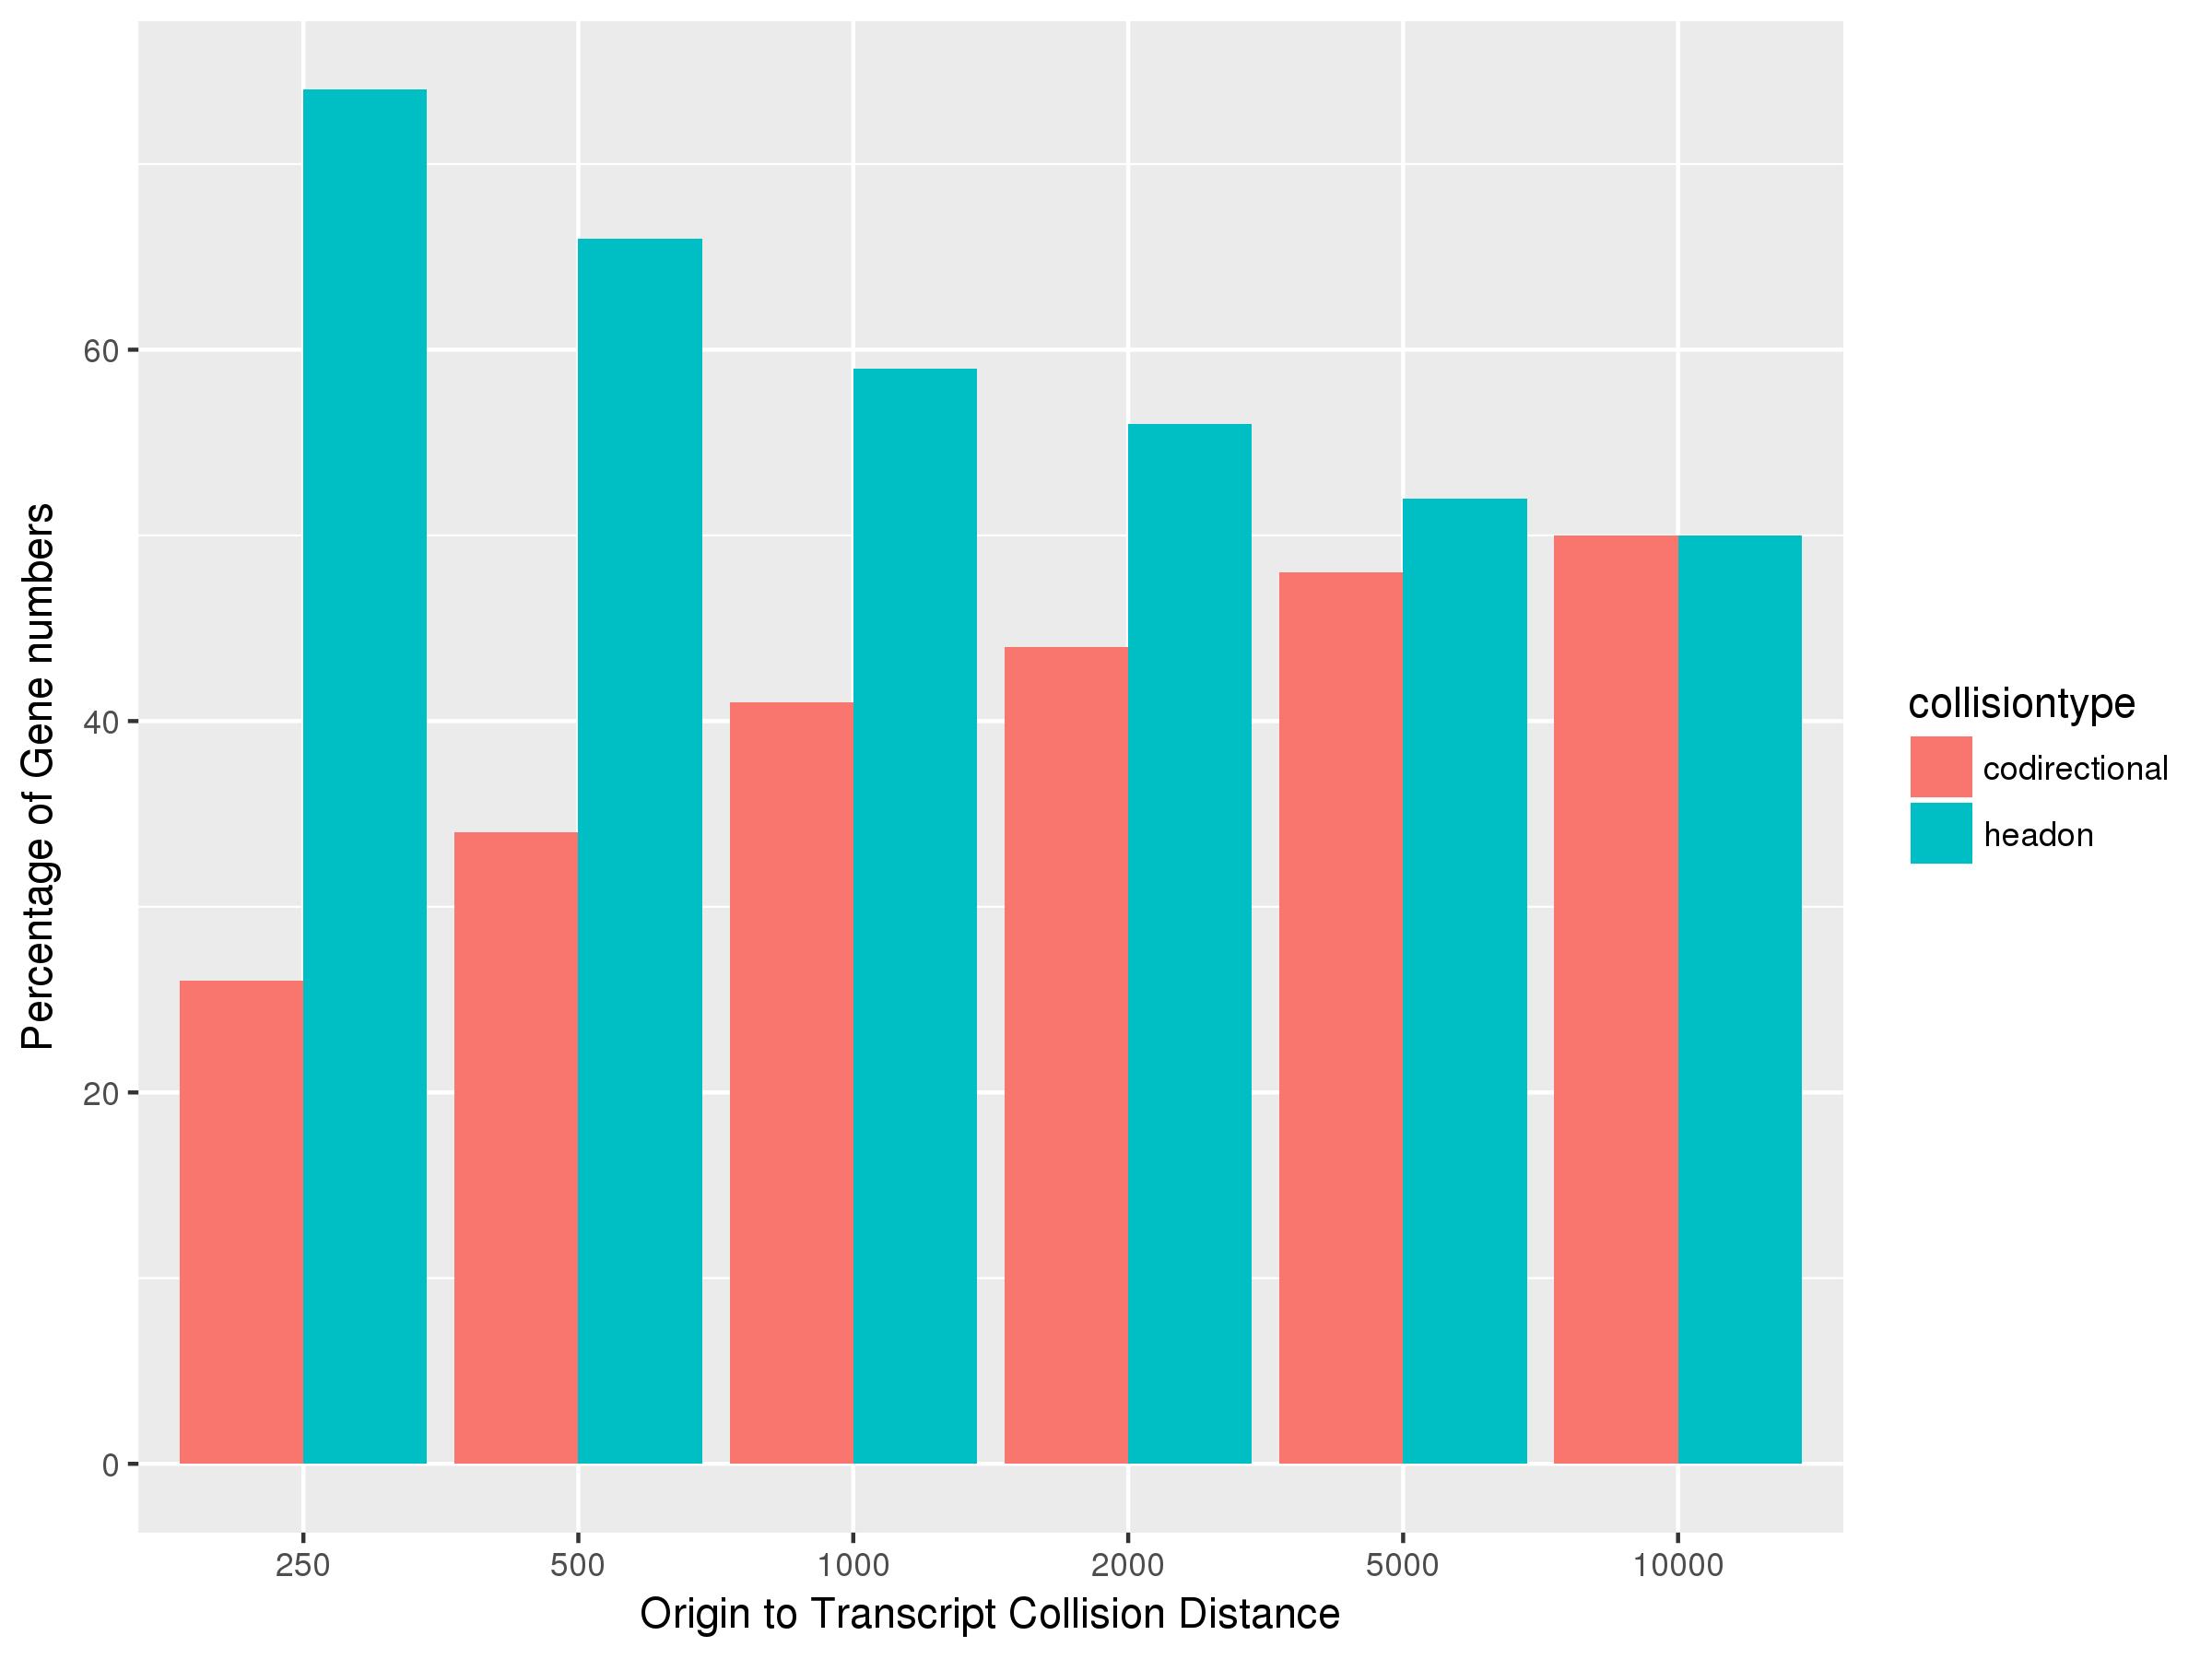 Percentage of Gene numbers
60
40
20
0
250 500 1000 2000 5000 10000
Origin to Transcript Collision Distance
collisiontype
codirectional
headon